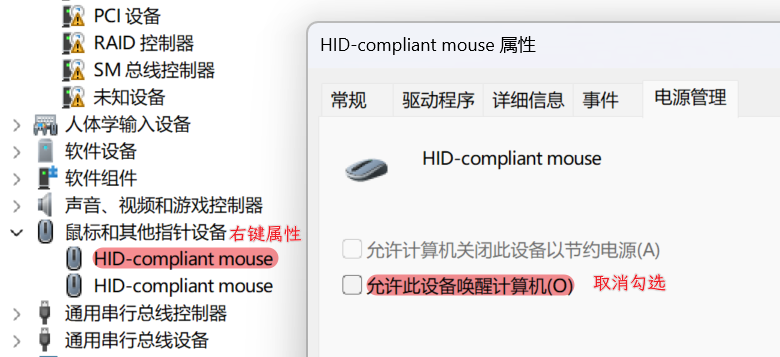 PCI 设备
RAID 控制器
SM 总线控制器
未知设备
人体学输入设备
软件设备
软件组件
声音、视频和游戏控制器
鼠标和其他指针设备 右键属性
HID-compliant mouse
HID-compliant mouse
通用串行总线控制器
通用串行总线设备
HID-compliant mouse 属性
常规 驱动程序 详细信息 事件 电源管理
HID-compliant mouse
允许计算机关闭此设备以节约电源(A)
允许此设备唤醒计算机(O) 取消勾选